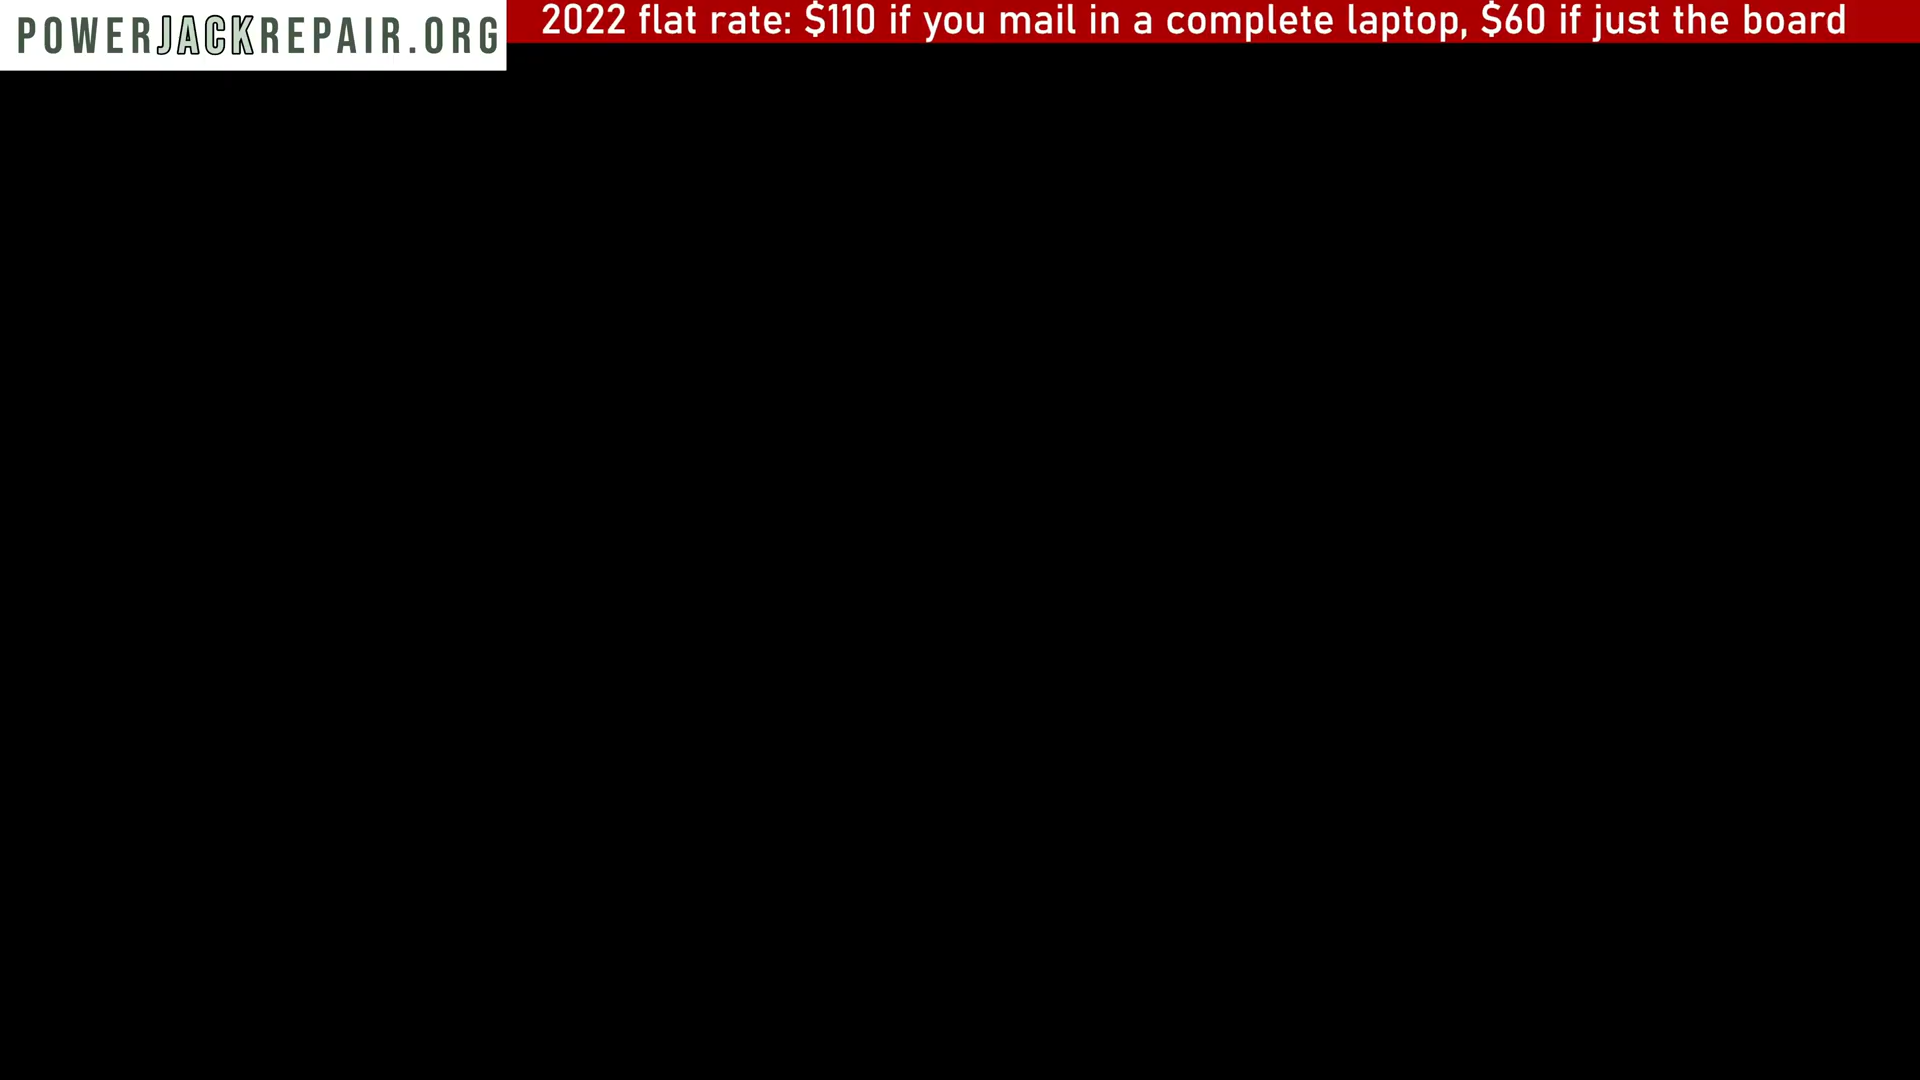 POWERJACKREPAIR.ORG
2022 flat rate: $110 if you mail in a complete laptop, $60 if just the board